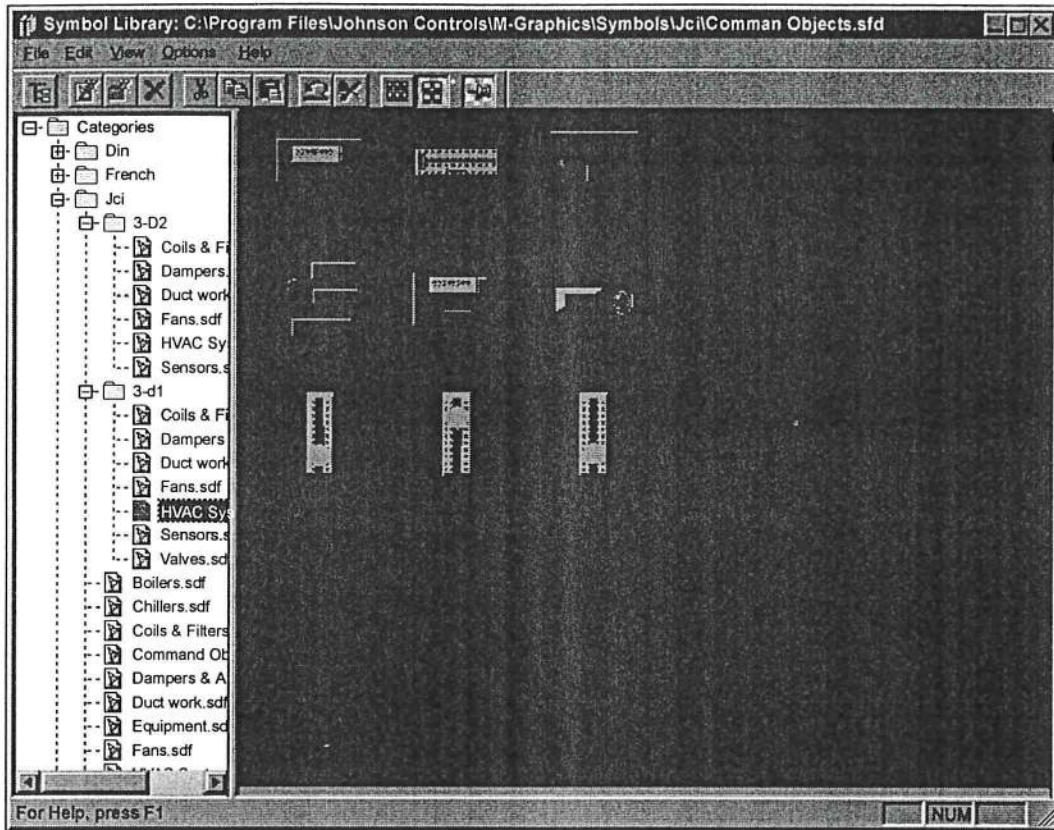 Symbol Library: C:\Program Files\Johnson Controls\M-Graphics\Symbols\Jci\Comman Objects.sfd
File Edit View Options Help
Categories
Din
French
Jci
3-D2
Coils & Fi
Dampers.
Duct work
Fans.sdf
HVAC Sy
Sensors.s
3-d1
Coils & Fi
Dampers
Duct work
Fans.sdf
HVAC Sys
Sensors.s
Valves.sd
Boilers.sdf
Chillers.sdf
Coils & Filters
Command Ob
Dampers & A
Duct work.sdf
Equipment.sd
Fans.sdf
For Help, press F1
NUM